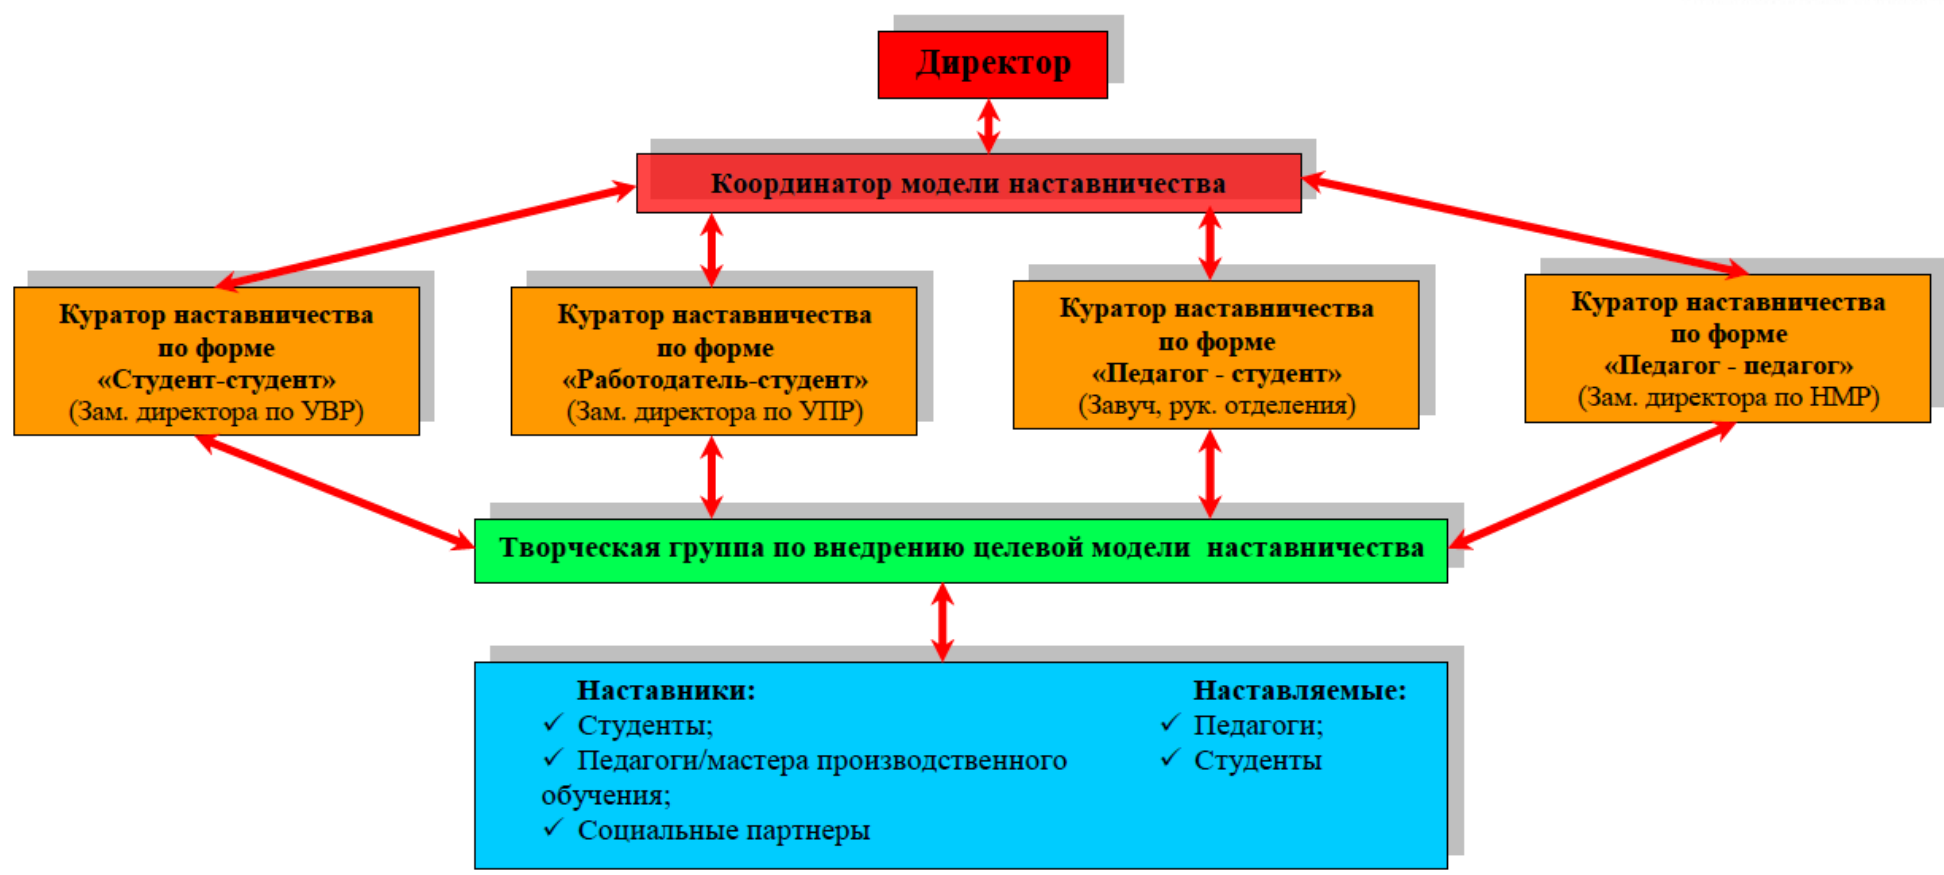 Директор
Координатор модели наставничества
Куратор наставничества
по форме
«Студент-студент»
(Зам. директора по УВР)
Куратор наставничества
по форме
«Работодатель-студент»
(Зам. директора по УПР)
Куратор наставничества
по форме
«Педагог - студент»
(Завуч, рук. отделения)
Куратор наставничества
по форме
«Педагог - педагог»
(Зам. директора по НМР)
Творческая группа по внедрению целевой модели  наставничества
Наставники:
✓ Студенты;
✓ Педагоги/мастера производственного
обучения;
✓ Социальные партнеры
Наставляемые:
✓ Педагоги;
✓ Студенты